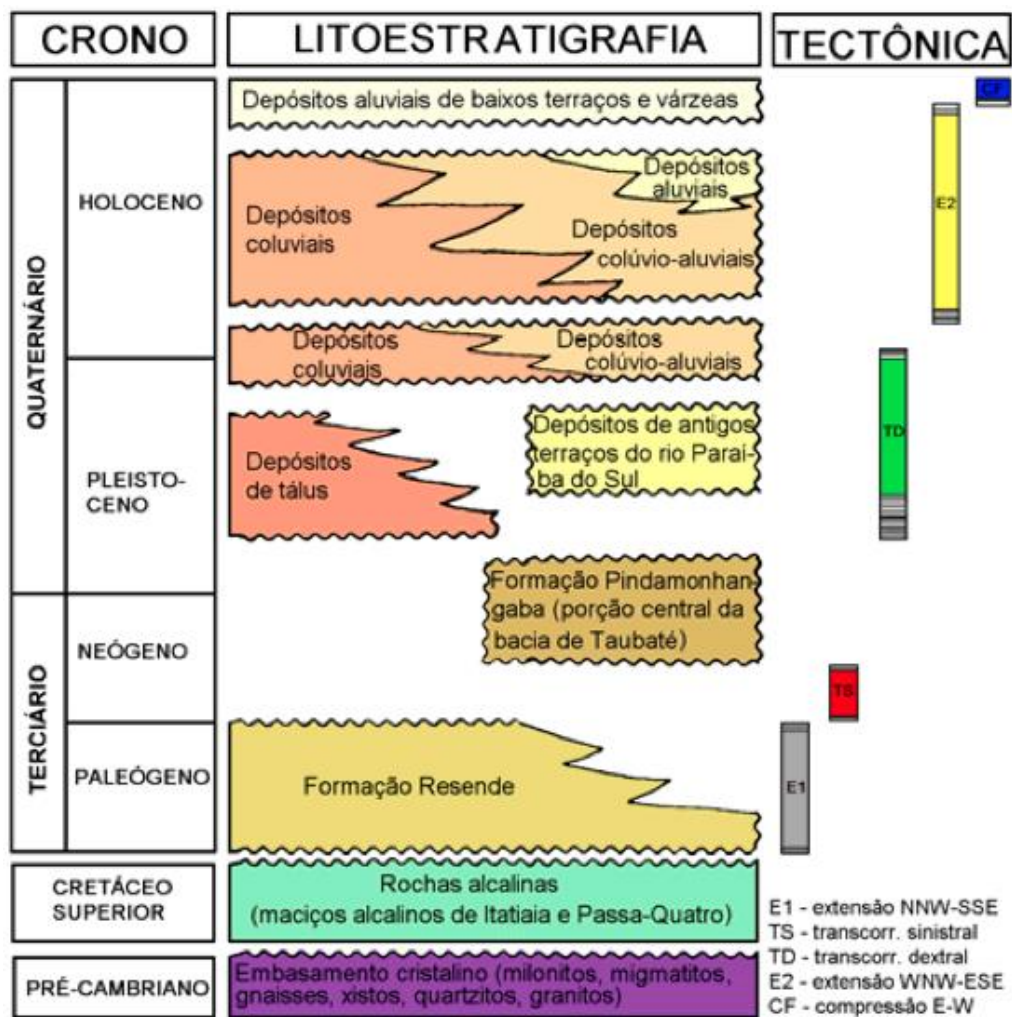 CRONO
LITOESTRATIGRAFIA
TECTÔNICA
QUATERNÁRIO
HOLOCENO
PLEISTO-
CENO
TERCIÁRIO
NEÓGENO
PALEÓGENO
CRETÁCEO
SUPERIOR
PRÉ-CAMBRIANO
Depósitos aluviais de baixos terraços e várzeas
Depósitos
coluviais
Depósitos
aluviais
Depósitos
colúvio-aluviais
Depósitos
coluviais
Depósitos
colúvio-aluviais
Depósitos
de tálus
Depósitos de antigos
terraços do rio Paraí-
ba do Sul
Formação Pindamonhan-
gaba (porção central da
bacia de Taubaté)
Formação Resende
Rochas alcalinas
(maciços alcalinos de Itatiaia e Passa-Quatro)
Embasamento cristalino (milonitos, migmatitos,
gnaisses, xistos, quartzitos, granitos)
CF
E2
TD
TS
E1
E1 - extensão NNW-SSE
TS - transcorr. sinistral
TD - transcorr. dextral
E2 - extensão WNW-ESE
CF - compressão E-W